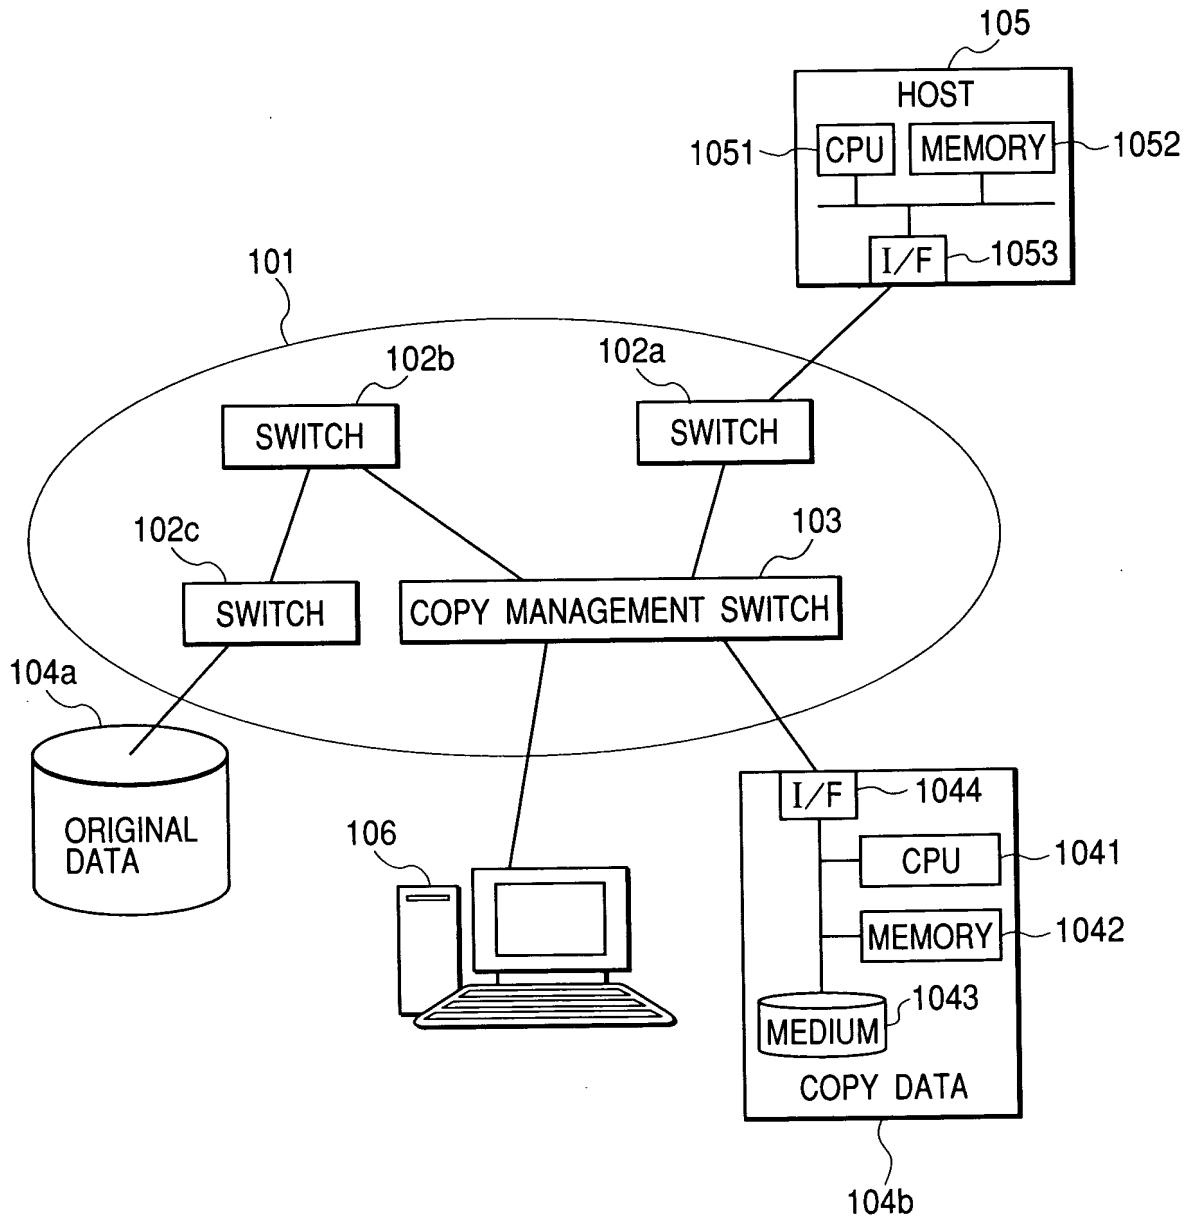 105
HOST
1051
CPU
MEMORY
1052
I/F
1053
101
102b
102a
SWITCH
SWITCH
102c
103
SWITCH
COPY MANAGEMENT SWITCH
104a
ORIGINAL
DATA
106
I/F
1044
CPU
1041
MEMORY
1042
1043
MEDIUM
COPY DATA
104b